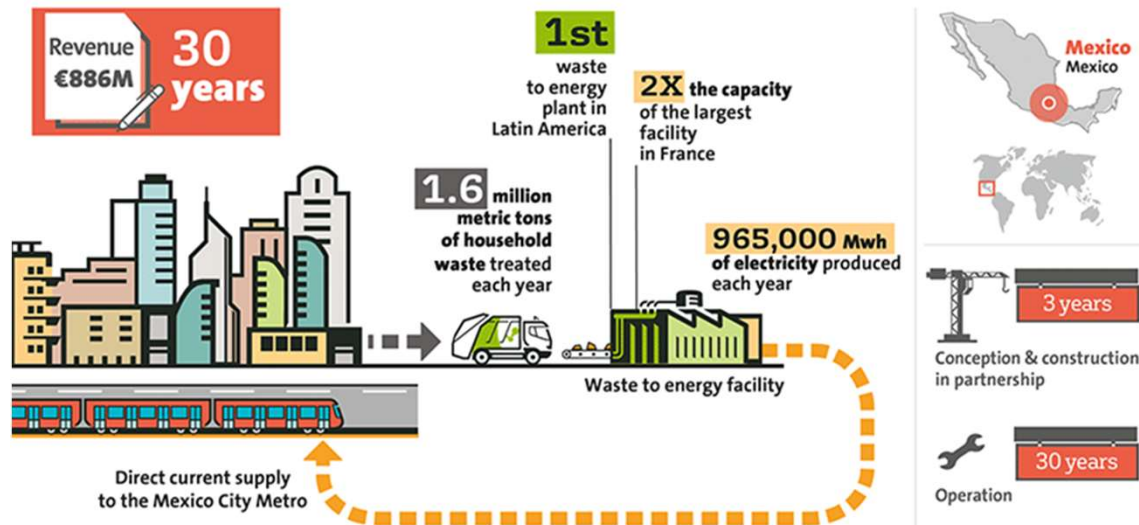 Revenue
€886M
30
years
1st
waste
to energy
plant in
Latin America
2X the capacity
of the largest
facility
in France
1.6 million
metric tons
of household
waste treated
each year
965,000 Mwh
of electricity produced
each year
Waste to energy facility
Direct current supply
to the Mexico City Metro
Mexico
Mexico
3 years
Conception & construction
in partnership
30 years
Operation